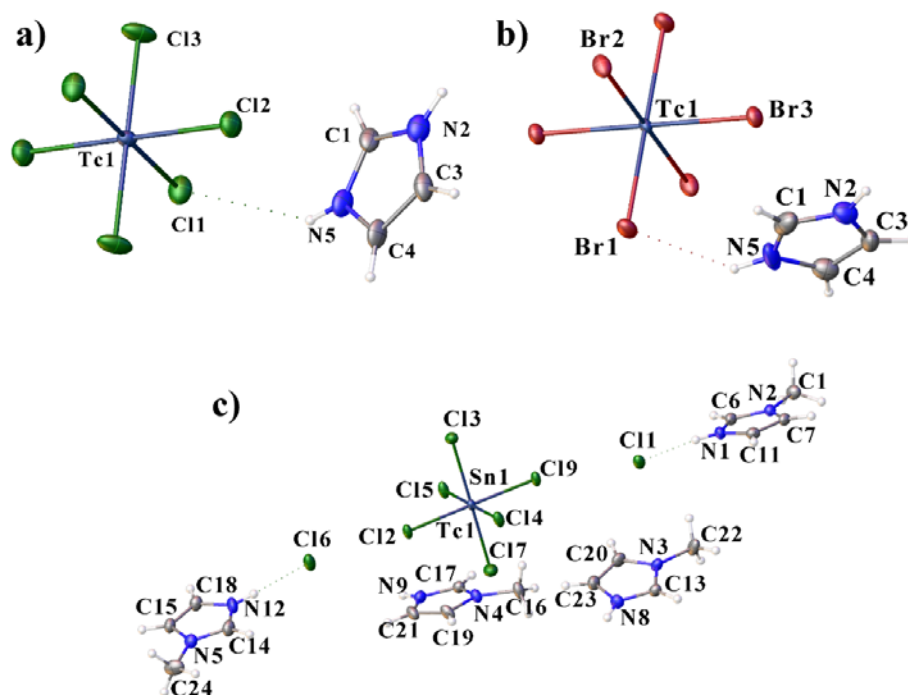 a)
Cl3
Cl2
C1
N2
Tc1
Cl1
C3
N5
C4
b)
Br2
Tc1
Br3
N2
C1
C3
Br1
N5
C4
c)
Cl3
Sn1
Cl9
Cl5
Cl4
Cl2
Tc1
Cl7
Cl6
Cl1
C6
N2
C1
N1
C11
C7
C20
N3
C22
C23
C13
N8
N9
C17
N4
C16
C21
C19
C18
C15
N12
N5
C14
C24